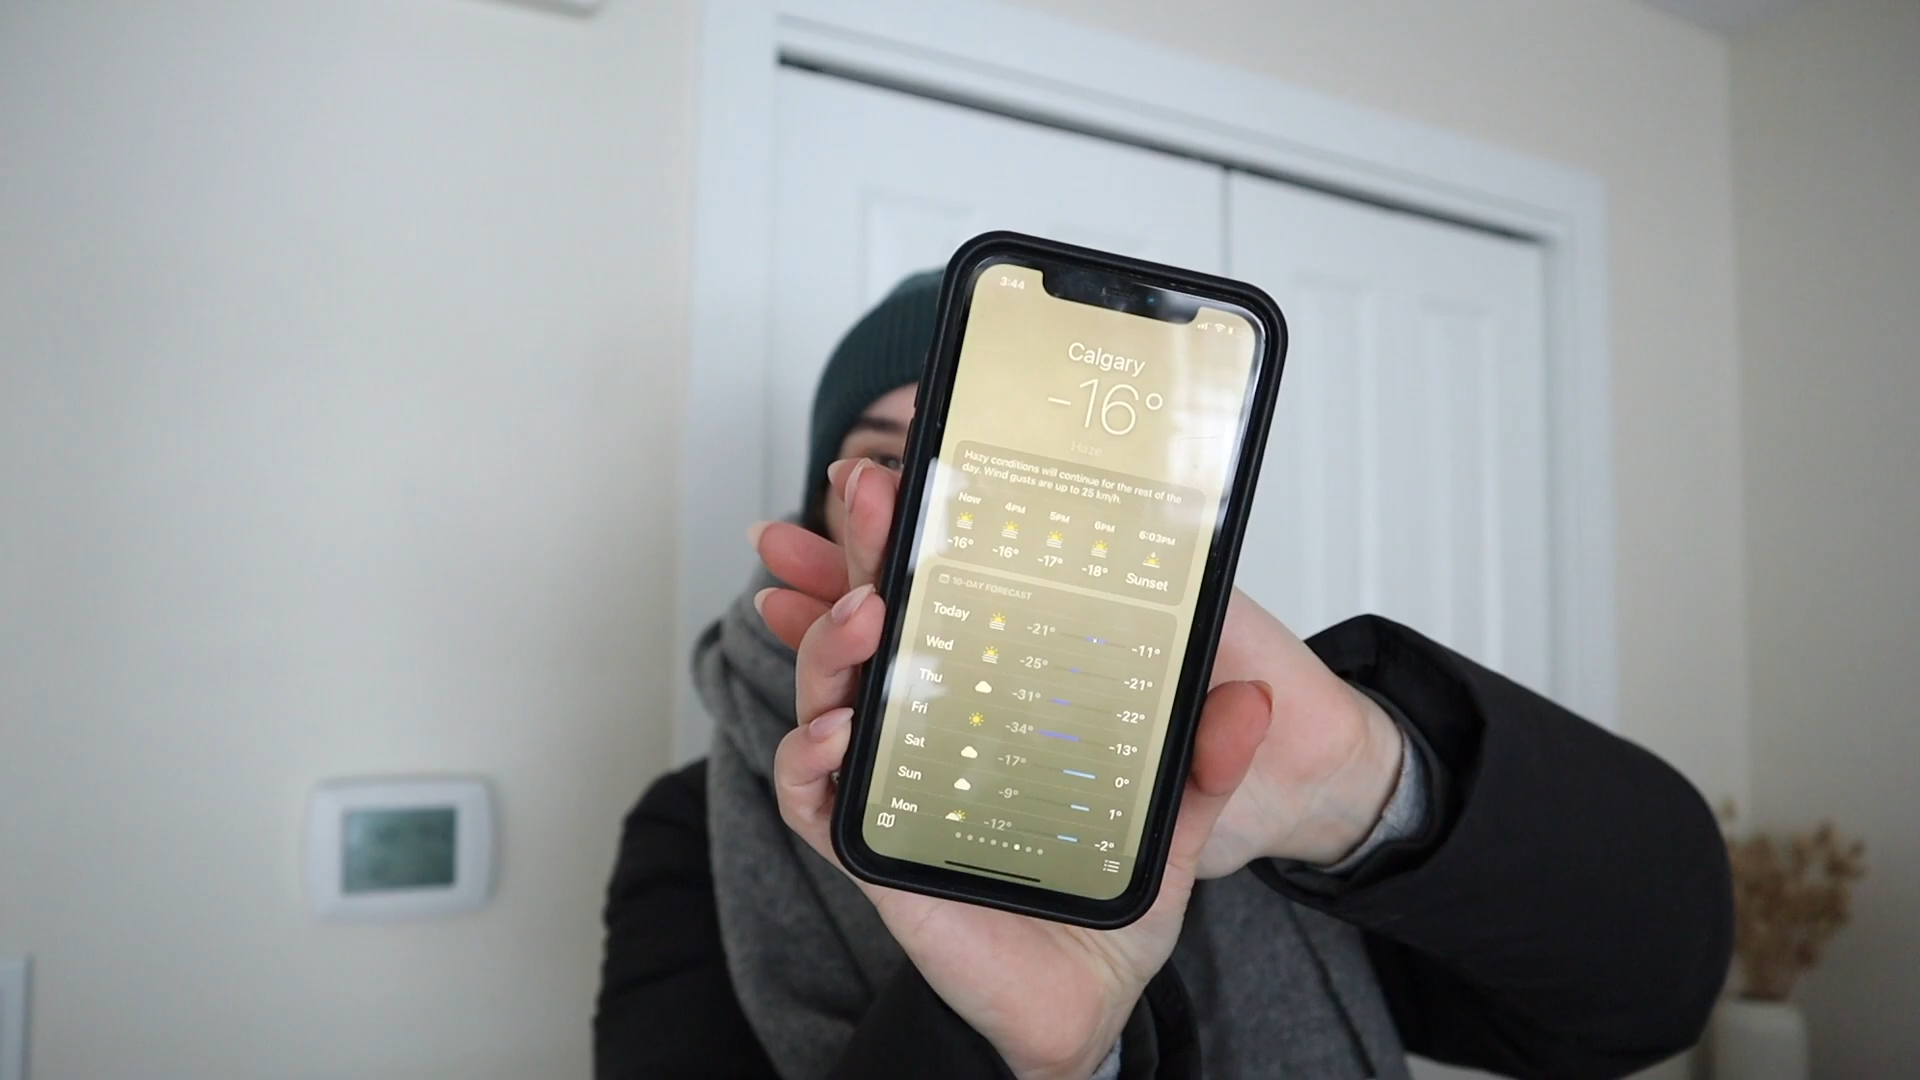 3:44
Calgary
-16°
Haze
Hazy conditions will continue for the rest of the
day. Wind gusts are up to 25 km/h.
Now 4PM 5PM 6PM 6:03PM
-16° -16° -17° -18° Sunset
10-DAY FORECAST
Today -21° -11°
Wed -25° -21°
Thu -31° -22°
Fri -34° -13°
Sat -17° 0°
Sun -9° 1°
Mon -12° -2°